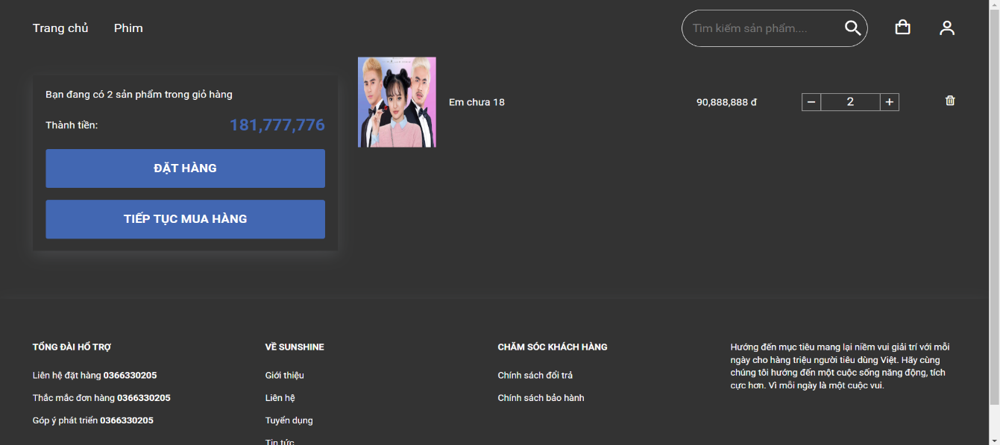 Trang chủ
Phim
Tìm kiếm sản phẩm....
Bạn đang có 2 sản phẩm trong giỏ hàng
Thành tiền:
181,777,776
ĐẶT HÀNG
TIẾP TỤC MUA HÀNG
Em chưa 18
90,888,888 đ
2
TỔNG ĐÀI HỔ TRỢ
Liên hệ đặt hàng 0366330205
Thắc mắc đơn hàng 0366330205
Góp ý phát triển 0366330205
VỀ SUNSHINE
Giới thiệu
Liên hệ
Tuyển dụng
Tin tức
CHĂM SÓC KHÁCH HÀNG
Chính sách đổi trả
Chính sách bảo hành
Hướng đến mục tiêu mang lại niềm vui giải trí với mỗi
ngày cho hàng triệu người tiêu dùng Việt. Hãy cùng
chúng tôi hướng đến một cuộc sống năng động, tích
cực hơn. Vì mỗi ngày là một cuộc vui.